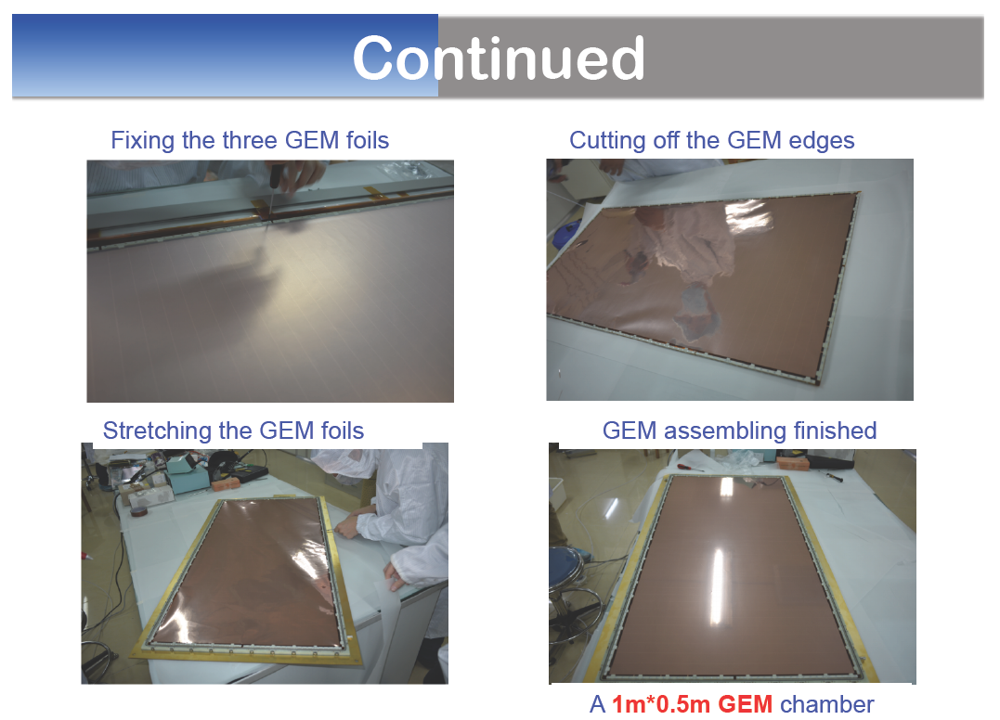 Continued
Fixing the three GEM foils
Cutting off the GEM edges
Stretching the GEM foils
GEM assembling finished
A 1m*0.5m GEM chamber